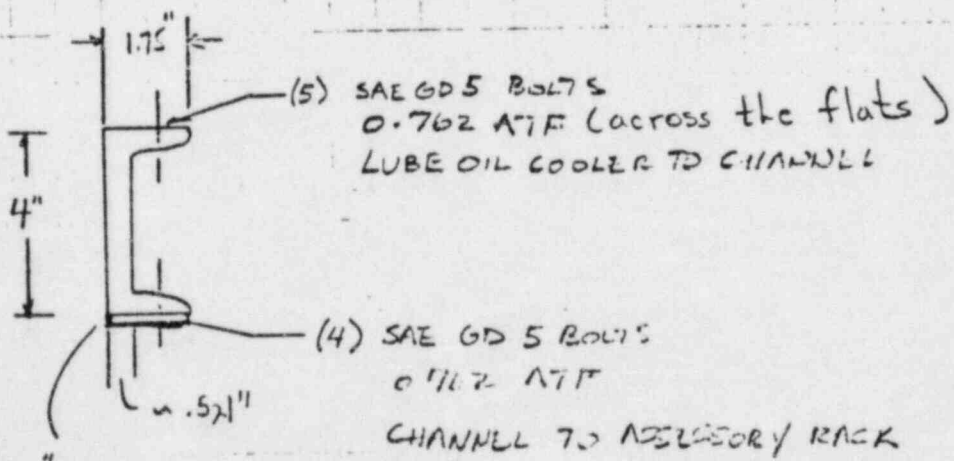 1.75"
(5) SAE GD 5 BOLTS
0.762 ATF (across the flats)
LUBE OIL COOLER TO CHANNEL
4"
(4) SAE GD 5 BOLTS
0.762 ATF
CHANNEL TO ACCESSORY RACK